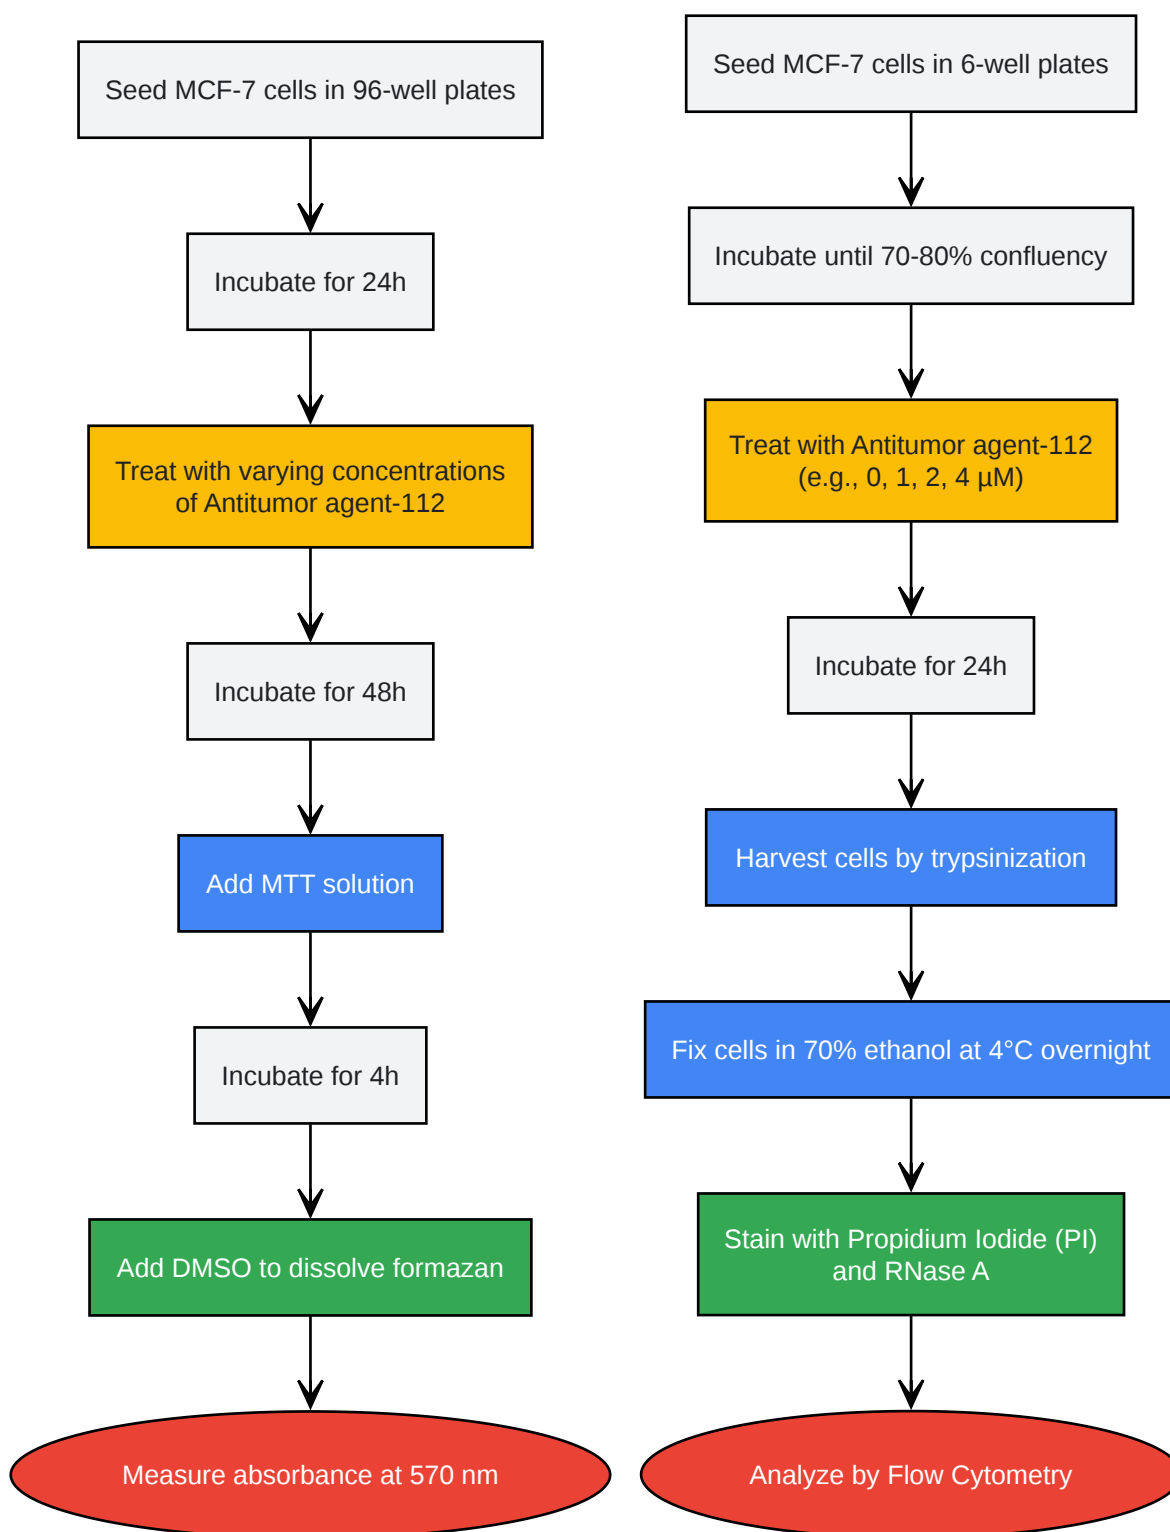 Seed MCF-7 cells in 96-well plates
Incubate for 24h
Treat with varying concentrations
of Antitumor agent-112
Incubate for 48h
Add MTT solution
Incubate for 4h
Add DMSO to dissolve formazan
Measure absorbance at 570 nm
Seed MCF-7 cells in 6-well plates
Incubate until 70-80% confluency
Treat with Antitumor agent-112
(e.g., 0, 1, 2, 4 µM)
Incubate for 24h
Harvest cells by trypsinization
Fix cells in 70% ethanol at 4°C overnight
Stain with Propidium Iodide (PI)
and RNase A
Analyze by Flow Cytometry